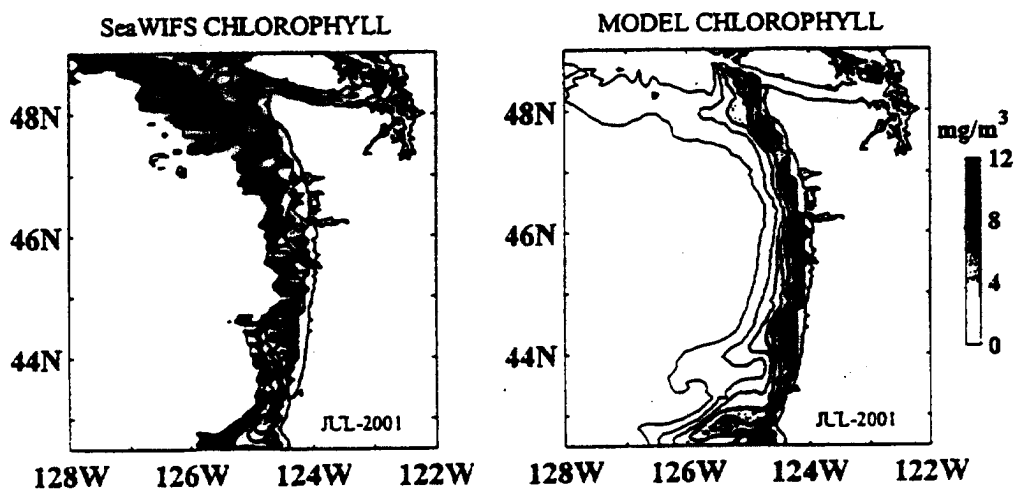 SeaWIFS CHLOROPHYLL
MODEL CHLOROPHYLL
48N
46N
44N
128W 126W 124W 122W
JUL-2001
48N
46N
44N
128W 126W 124W 122W
JUL-2001
mg/m³
12
8
4
0